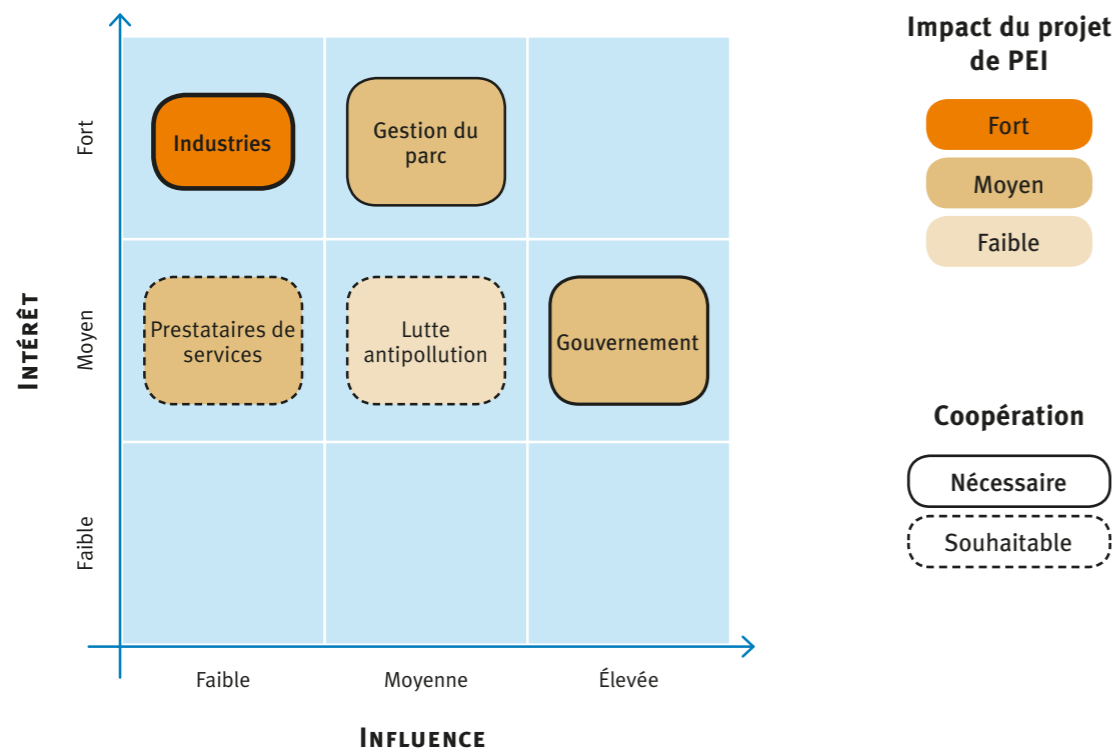 Impact du projet
de PEI
Fort
Moyen
Faible
INTÉRÊT
Fort
Moyen
Faible
Industries
Gestion du
parc
Prestataires de
services
Lutte
antipollution
Gouvernement
Coopération
Nécessaire
Souhaitable
Faible
Moyenne
Élevée
INFLUENCE